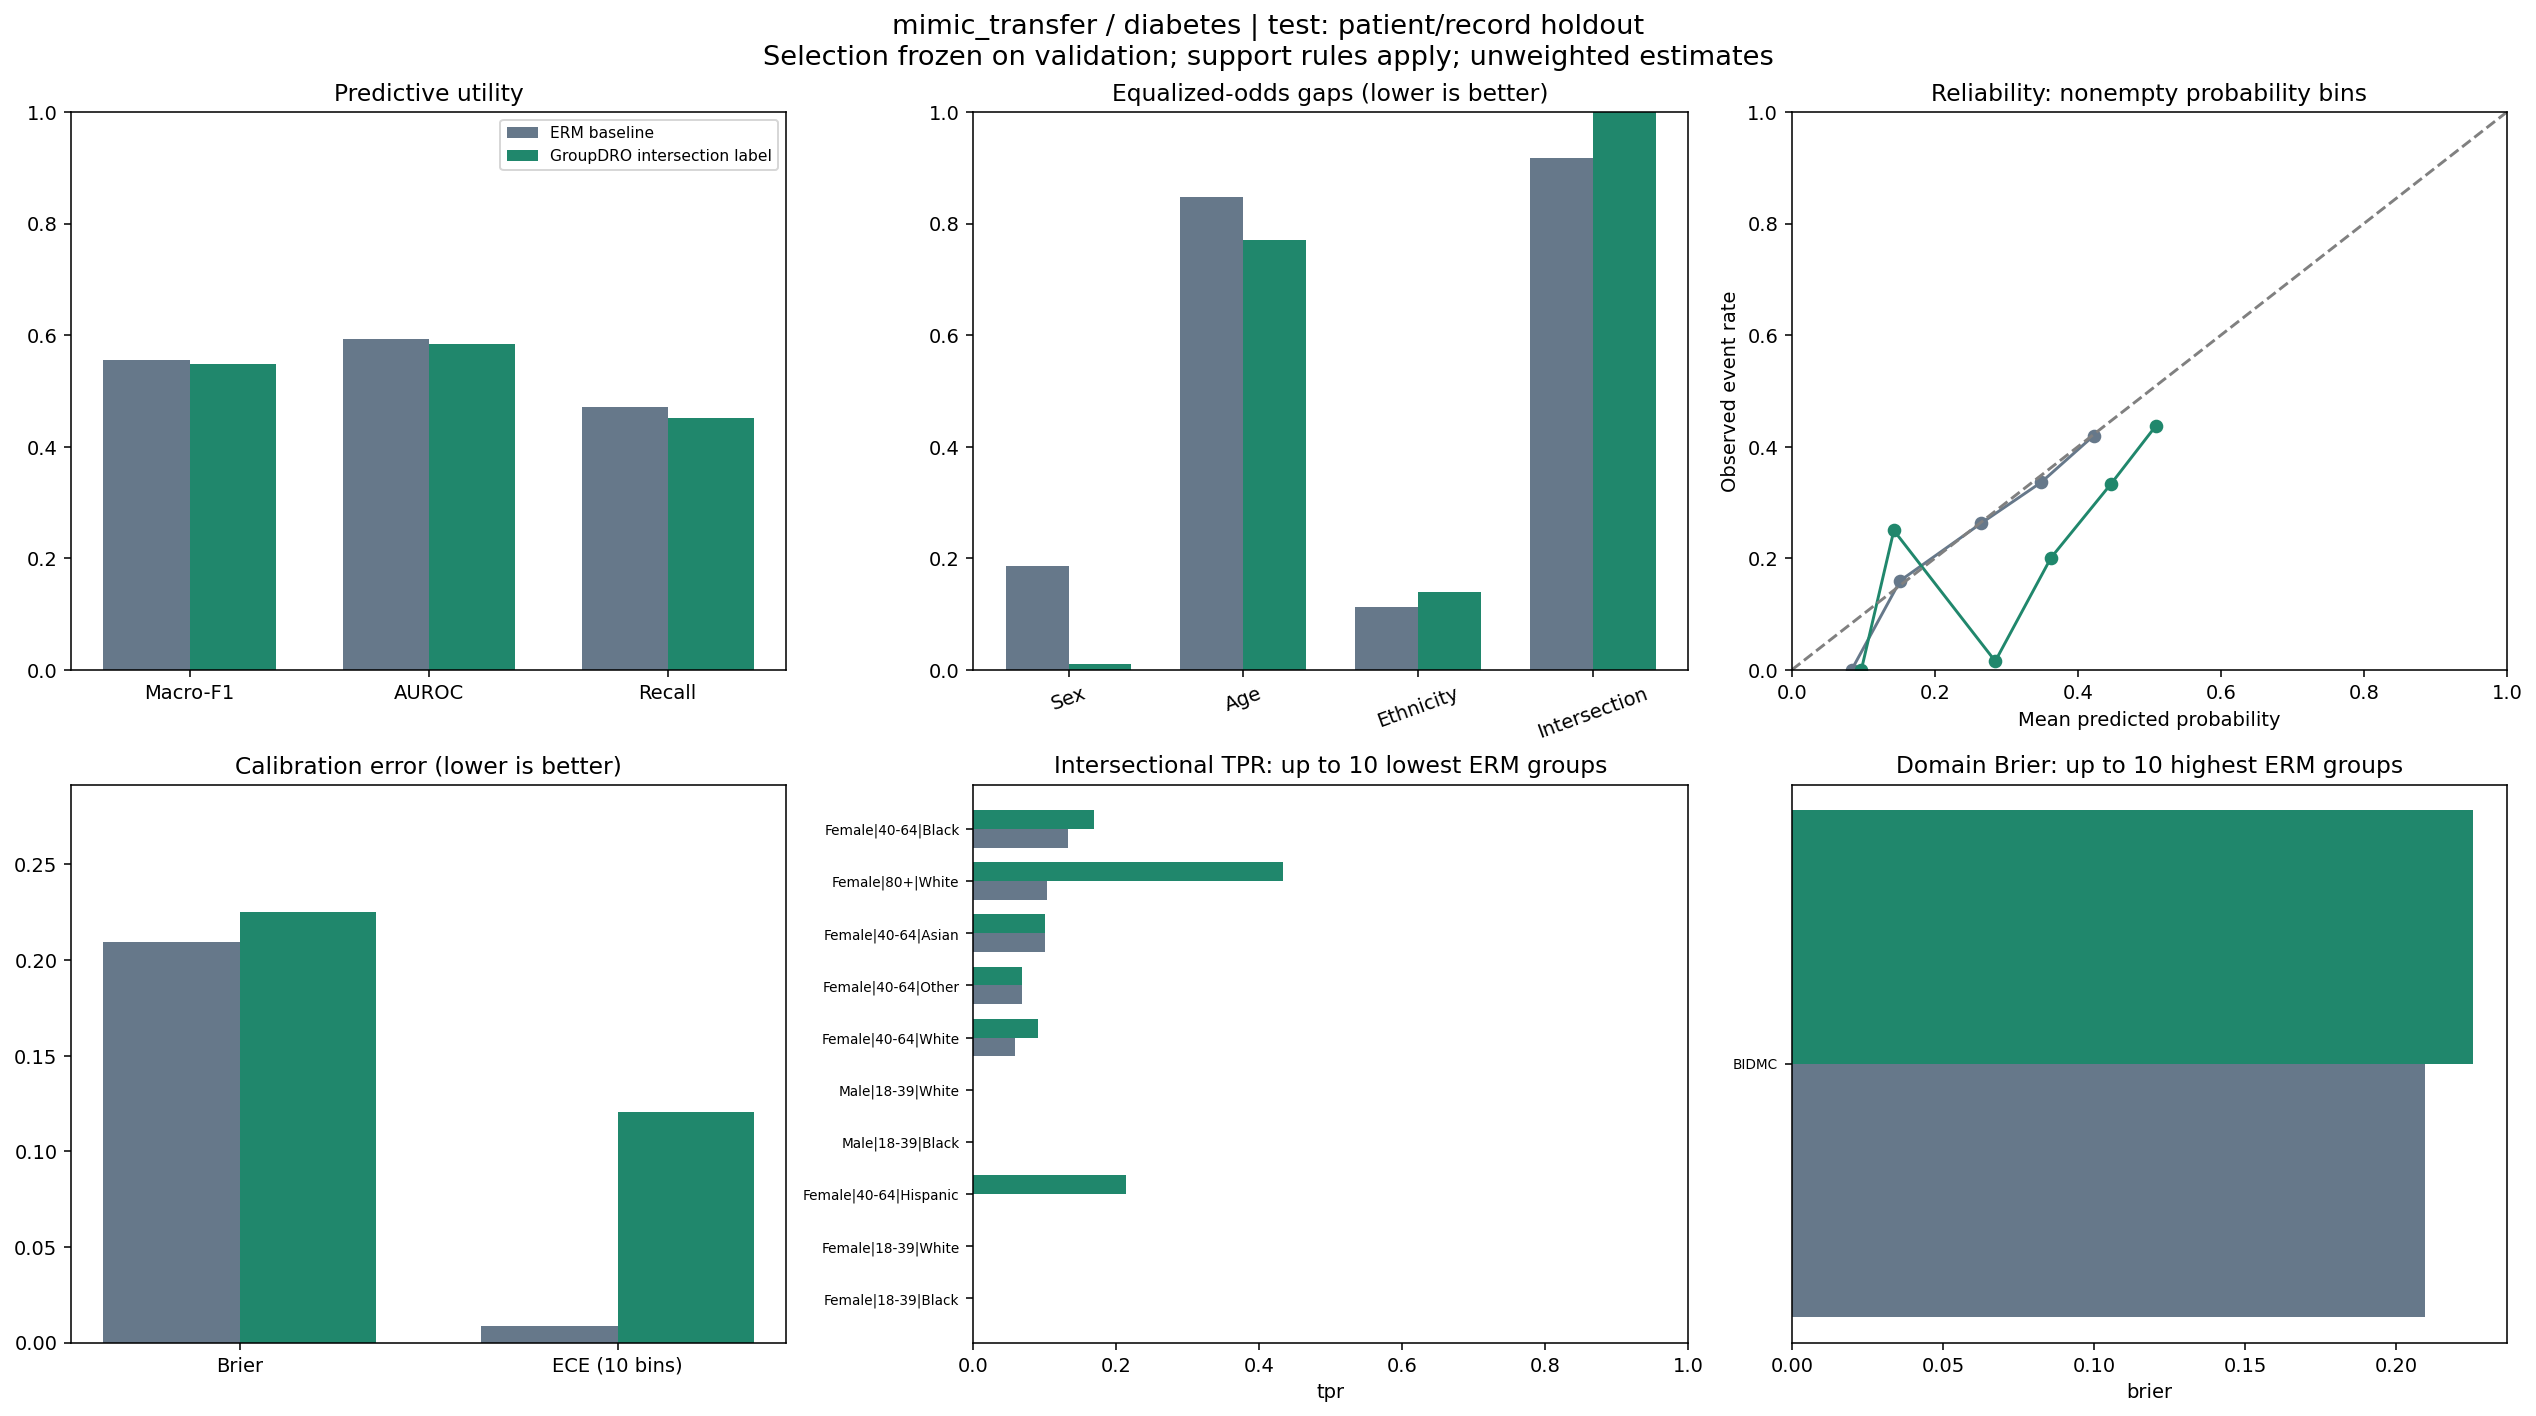 mimic_transfer / diabetes | test: patient/record holdout
Selection frozen on validation; support rules apply; unweighted estimates
Predictive utility
1.0
0.8
0.6
0.4
0.2
0.0
ERM baseline
GroupDRO intersection label
Macro-F1
AUROC
Recall
Equalized-odds gaps (lower is better)
1.0
0.8
0.6
0.4
0.2
0.0
Sex
Age
Ethnicity
Intersection
Reliability: nonempty probability bins
Observed event rate
1.0
0.8
0.6
0.4
0.2
0.0
0.0
0.2
0.4
0.6
0.8
1.0
Mean predicted probability
Calibration error (lower is better)
0.25
0.20
0.15
0.10
0.05
0.00
Brier
ECE (10 bins)
Intersectional TPR: up to 10 lowest ERM groups
Female|40-64|Black
Female|80+|White
Female|40-64|Asian
Female|40-64|Other
Female|40-64|White
Male|18-39|White
Male|18-39|Black
Female|40-64|Hispanic
Female|18-39|White
Female|18-39|Black
0.0
0.2
0.4
0.6
0.8
1.0
tpr
Domain Brier: up to 10 highest ERM groups
BIDMC
0.00
0.05
0.10
0.15
0.20
brier